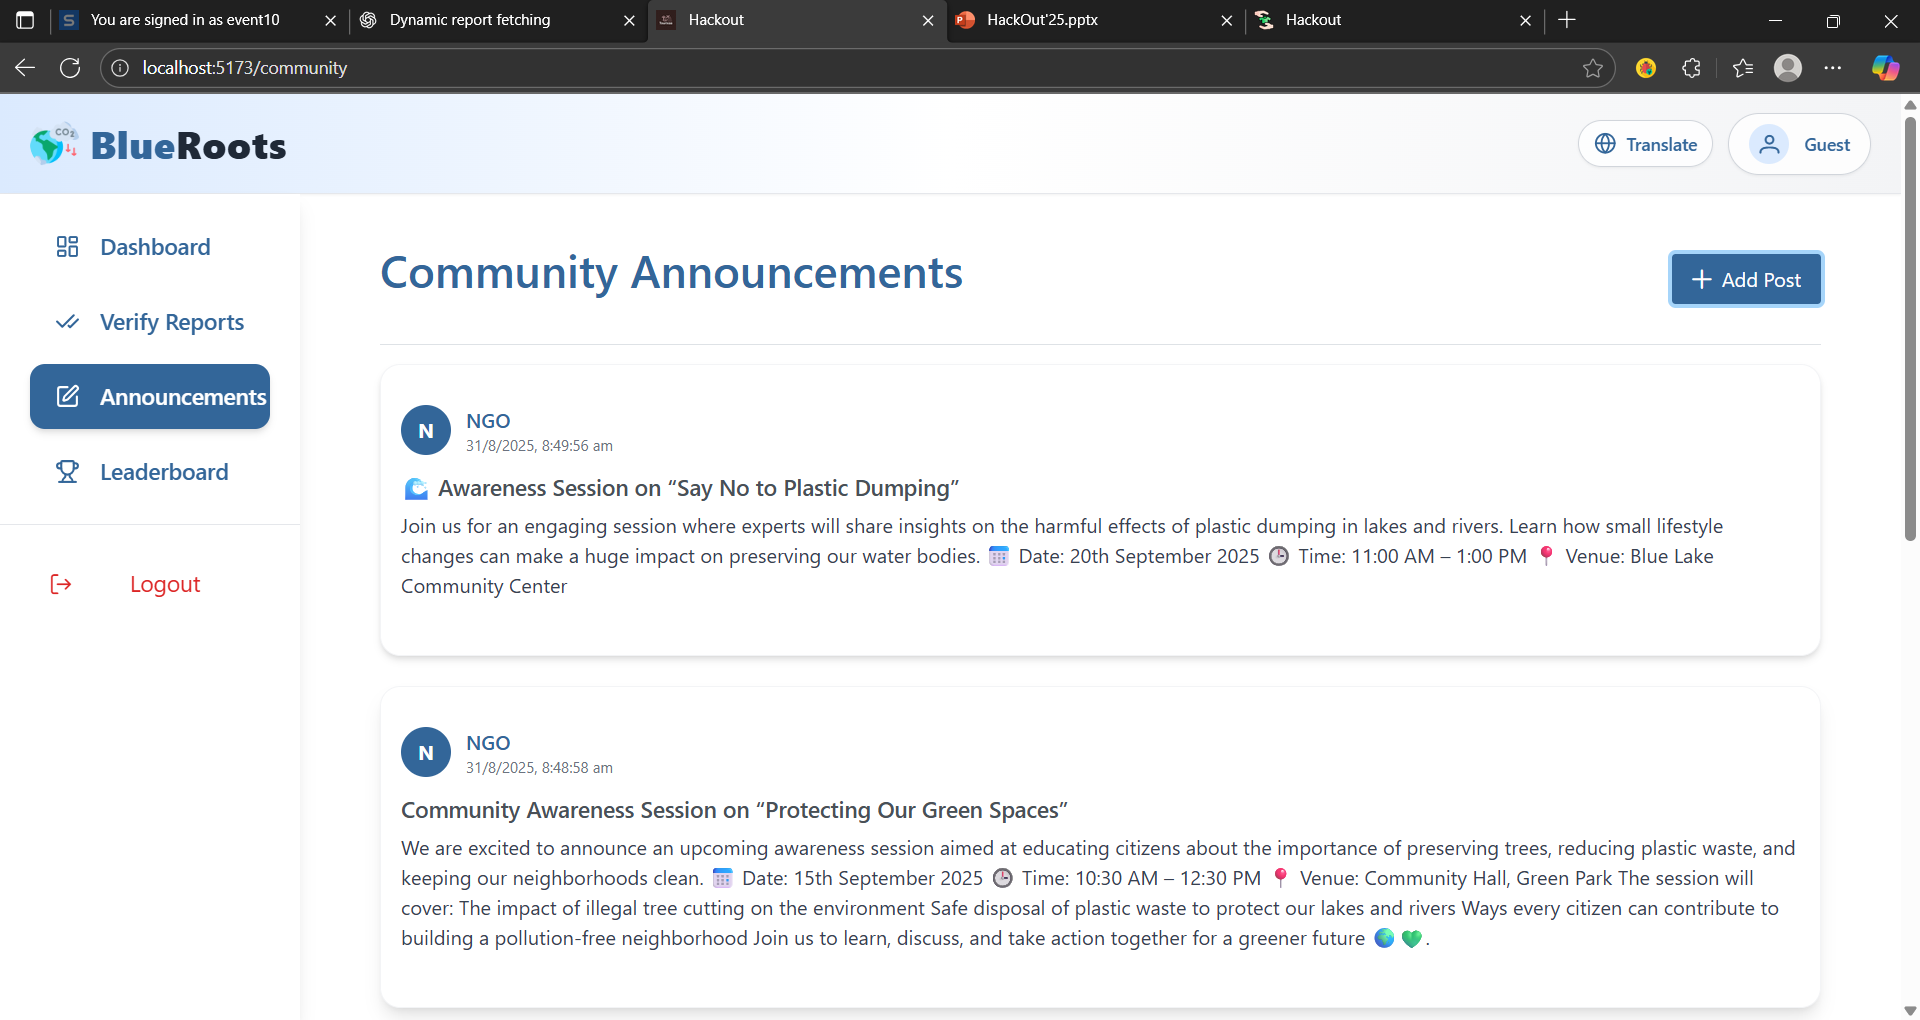 You are signed in as event10
Dynamic report fetching
Hackout
HackOut'25.pptx
Hackout
localhost:5173/community
BlueRoots
Translate
Guest
Dashboard
Verify Reports
Announcements
Leaderboard
Logout
Community Announcements
+ Add Post
N
NGO
31/8/2025, 8:49:56 am
🌊 Awareness Session on “Say No to Plastic Dumping”
Join us for an engaging session where experts will share insights on the harmful effects of plastic dumping in lakes and rivers. Learn how small lifestyle
changes can make a huge impact on preserving our water bodies. 📅 Date: 20th September 2025 🕒 Time: 11:00 AM – 1:00 PM 📍 Venue: Blue Lake
Community Center
N
NGO
31/8/2025, 8:48:58 am
Community Awareness Session on “Protecting Our Green Spaces”
We are excited to announce an upcoming awareness session aimed at educating citizens about the importance of preserving trees, reducing plastic waste, and
keeping our neighborhoods clean. 📅 Date: 15th September 2025 🕒 Time: 10:30 AM – 12:30 PM 📍 Venue: Community Hall, Green Park The session will
cover: The impact of illegal tree cutting on the environment Safe disposal of plastic waste to protect our lakes and rivers Ways every citizen can contribute to
building a pollution-free neighborhood Join us to learn, discuss, and take action together for a greener future 🌍 💚.